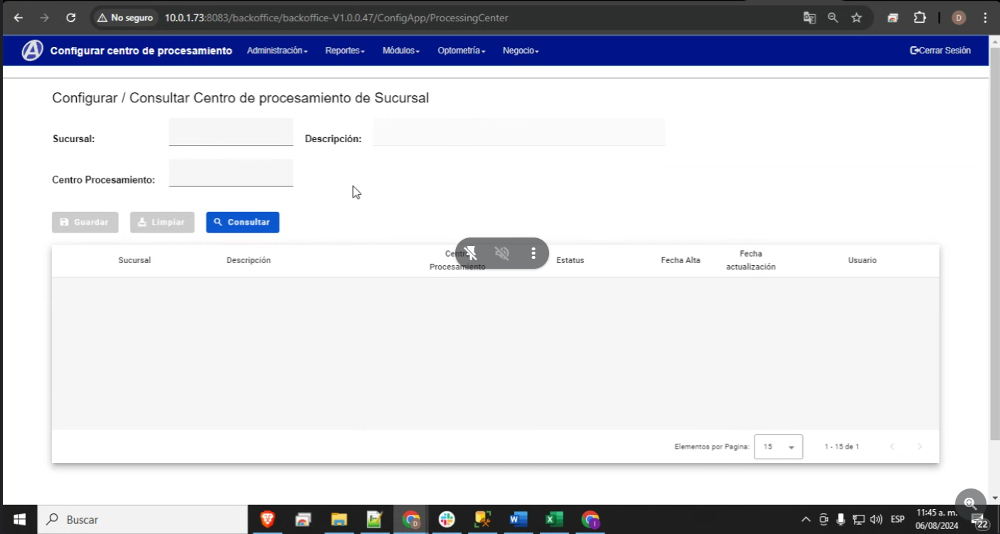 No seguro 10.0.1.73:8083/backoffice/backoffice-V1.0.0.47/ConfigApp/ProcessingCenter D
Configurar centro de procesamiento Administración Reportes Módulos Optometría Negocio Cerrar Sesión
Configurar / Consultar Centro de procesamiento de Sucursal
Sucursal: Descripción:
Centro Procesamiento:
Guardar Limpiar Consultar
Sucursal Descripción Centro Procesamiento Estatus Fecha Alta Fecha actualización Usuario
Elementos por Pagina: 15 1 - 15 de 1
Buscar ESP 11:45 a. m.
06/08/2024 22